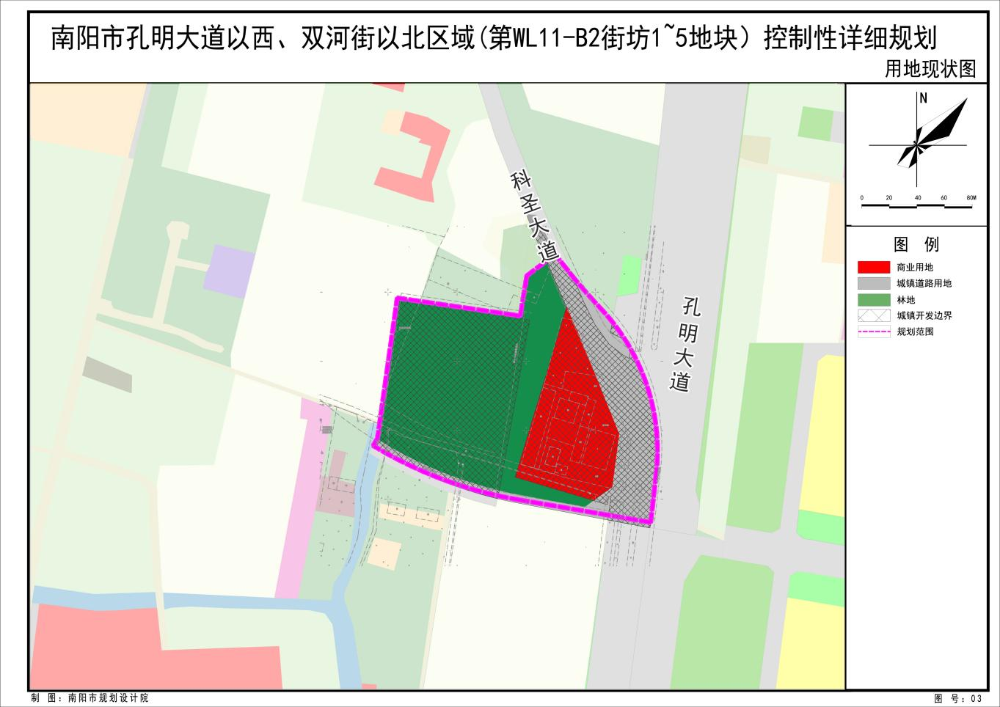 南阳市孔明大道以西、双河街以北区域(第WL11-B2街坊1~5地块) 控制性详细规划
用地现状图
N
0 20 40 60 80M
图 例
商业用地
城镇道路用地
林地
城镇开发边界
规划范围
科圣大道
孔明大道
制 图：南阳市规划设计院
图 号：03